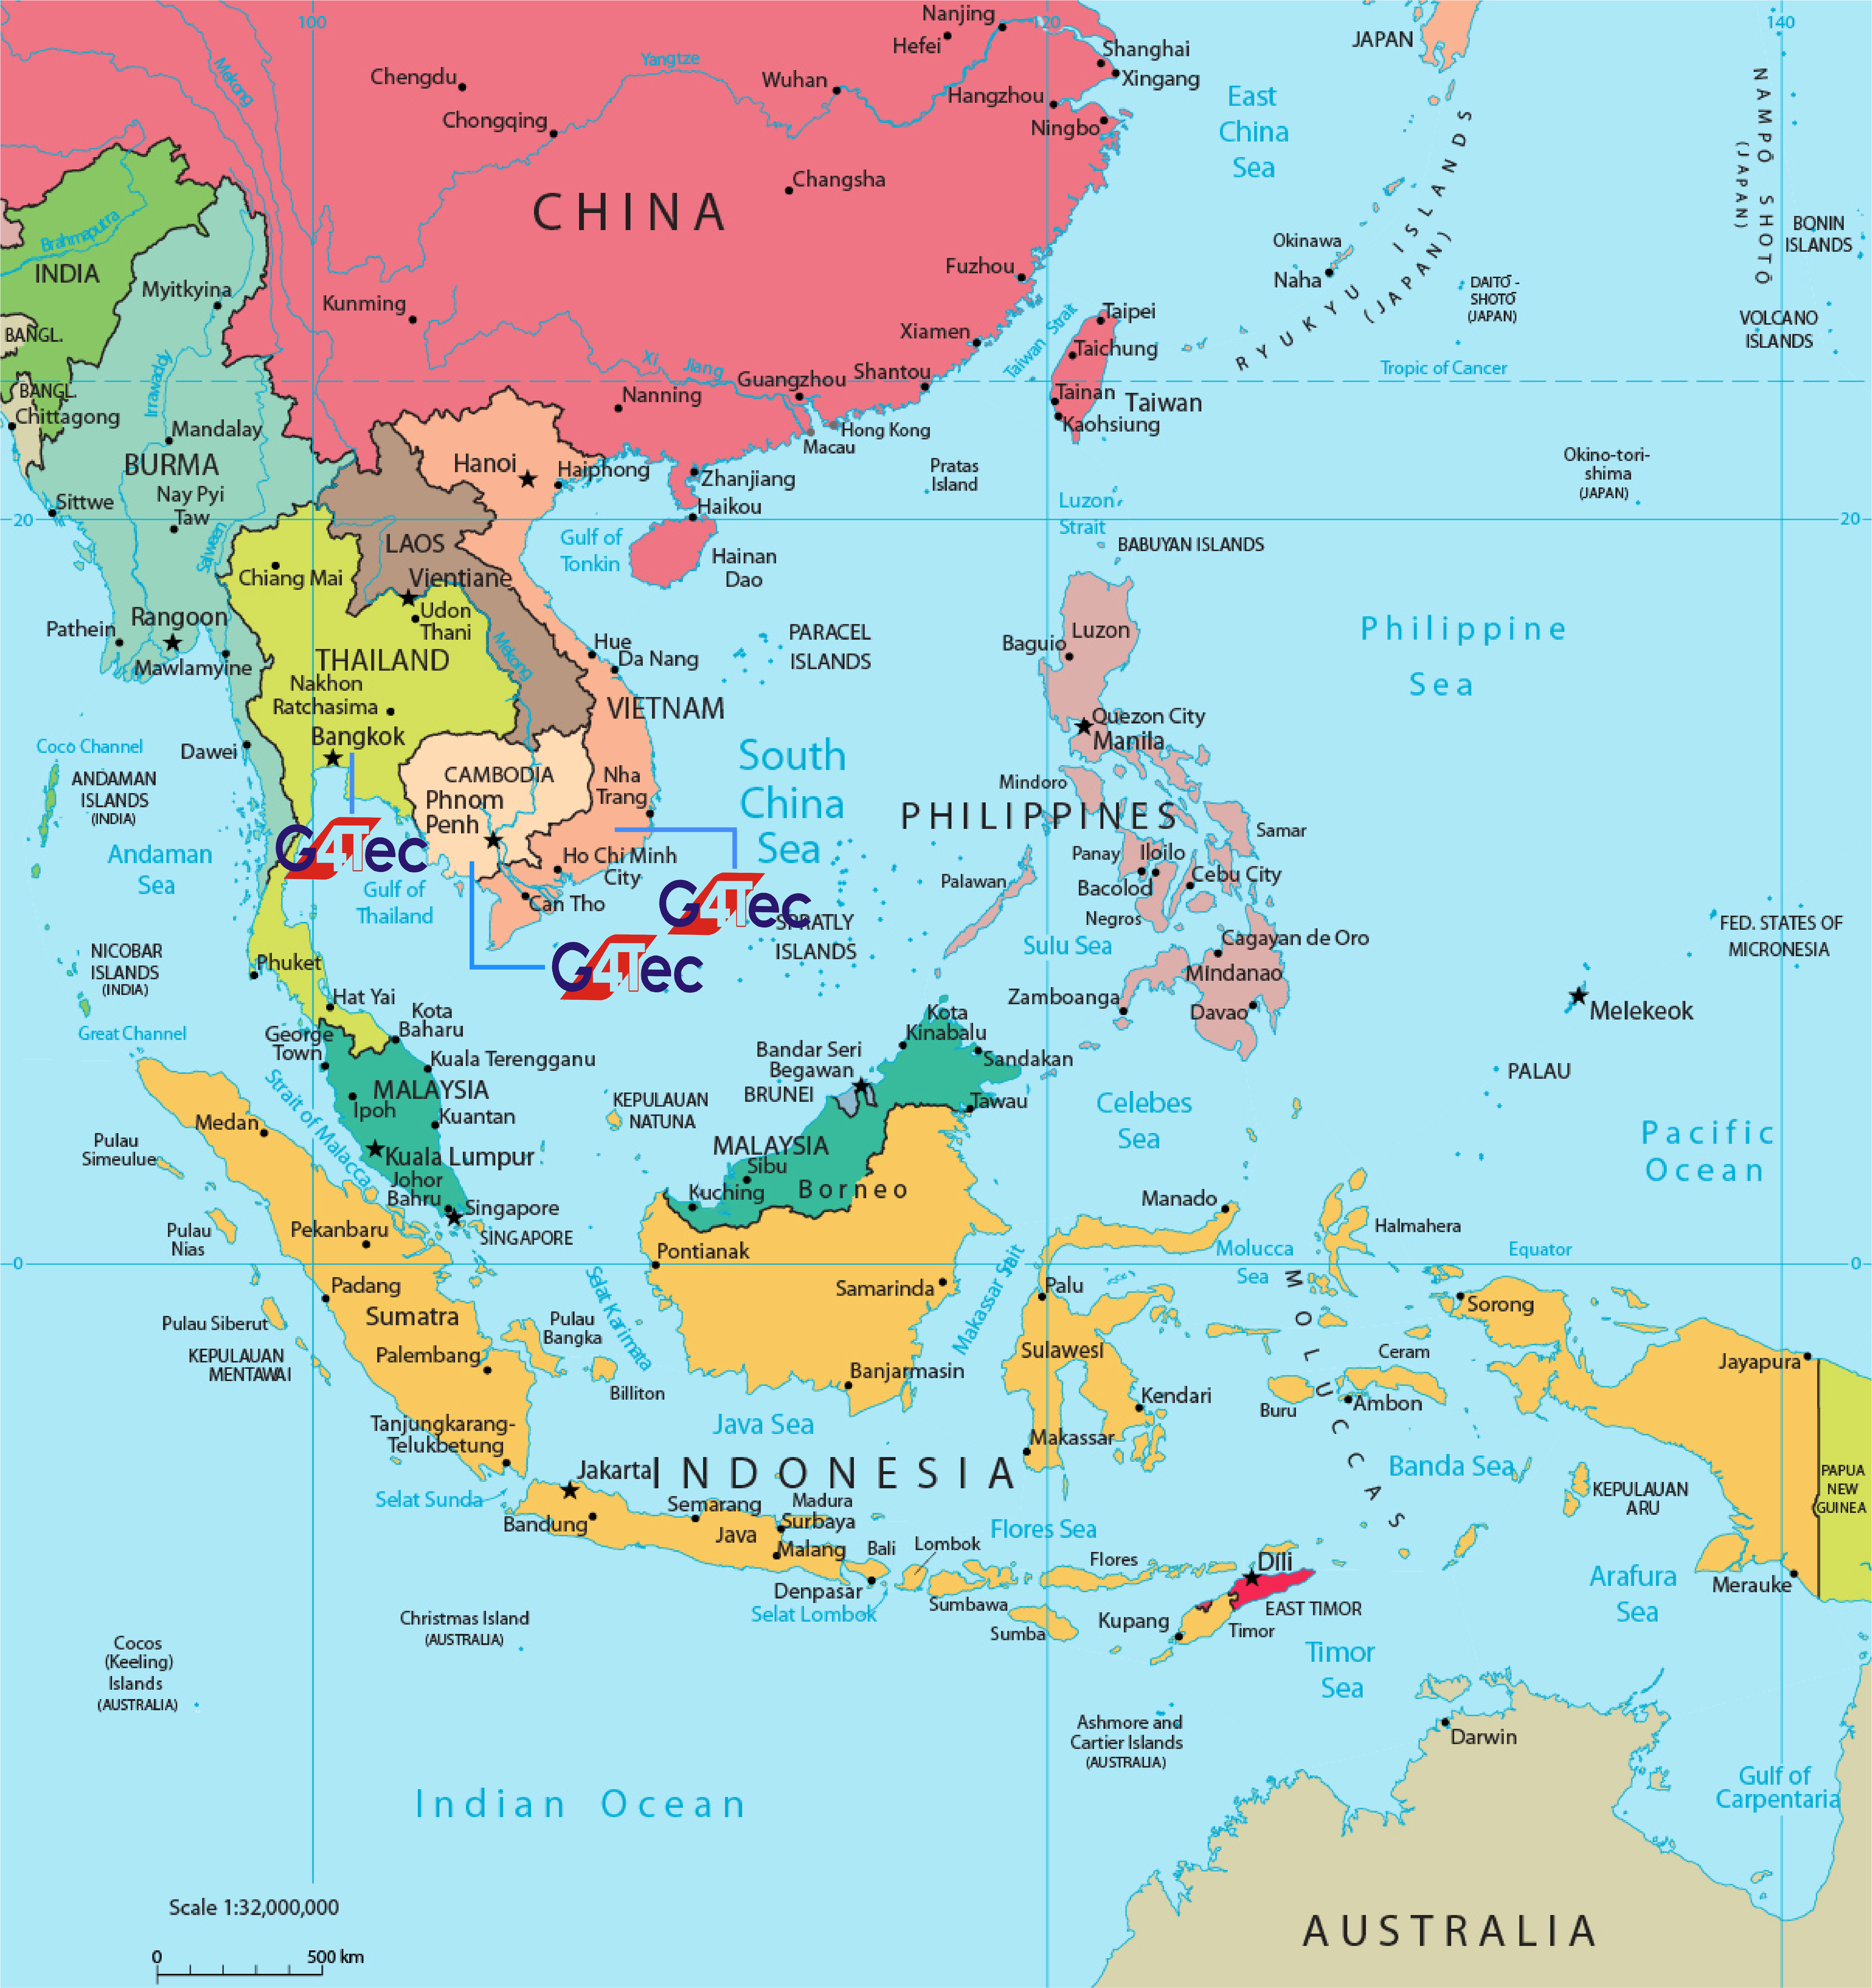 100
120
140
Nanjing
Hefei
Shanghai
Xingang
JAPAN
Mekong
Chengdu
Yangtze
Wuhan
Hangzhou
Chongqing
Ningbo
East
China
Sea
NAMPŌ SHOTŌ
(JAPAN)
Changsha
CHINA
Brahmaputra
INDIA
RYUKYU ISLANDS
(JAPAN)
BONIN
ISLANDS
Okinawa
Naha
Fuzhou
DAITŌ-
SHOTŌ
(JAPAN)
Myitkyina
Kunming
BANGL.
Taipei
Xiamen
Taiwan Strait
Taichung
VOLCANO
ISLANDS
Tropic of Cancer
Xi Jiang
Irrawaddy
BANGL.
Chittagong
Guangzhou
Shantou
Nanning
Tainan
Taiwan
Kaohsiung
Hong Kong
Macau
Mandalay
BURMA
Hanoi
Haiphong
Zhanjiang
Pratas
Island
Okino-tori-
shima
(JAPAN)
Nay Pyi
Taw
Sittwe
Haikou
Luzon
Strait
20
20
Salween
LAOS
Gulf of
Tonkin
Hainan
Dao
BABUYAN ISLANDS
Chiang Mai
Vientiane
Udon
Thani
Rangoon
Pathein
Mawlamyine
Mekong
THAILAND
Hue
Da Nang
PARACEL
ISLANDS
Luzon
Baguio
Philippine
Sea
Nakhon
Ratchasima
VIETNAM
Bangkok
Quezon City
Manila
Coco Channel
Dawei
ANDAMAN
ISLANDS
(INDIA)
CAMBODIA
Phnom
Penh
Nha
Trang
South
China
Sea
Mindoro
PHILIPPINES
Samar
G4Tec
Andaman
Sea
Gulf of
Thailand
Ho Chi Minh
City
Can Tho
G4Tec
SPRATLY
ISLANDS
G4Tec
Panay
Iloilo
Bacolod
Cebu City
Negros
Palawan
Sulu Sea
Cagayan de Oro
Mindanao
FED. STATES OF
MICRONESIA
NICOBAR
ISLANDS
(INDIA)
Phuket
Zamboanga
Davao
Melekeok
Great Channel
Hat Yai
George
Town
Kota
Baharu
Kuala Terengganu
Kota
Kinabalu
Sandakan
Bandar Seri
Begawan
BRUNEI
PALAU
MALAYSIA
Ipoh
Kuantan
KEPULAUAN
NATUNA
Tawau
Celebes
Sea
Strait of Malacca
Medan
Pulau
Simeulue
Kuala Lumpur
MALAYSIA
Sibu
Kuching
Borneo
Pacific
Ocean
Johor
Bahru
Singapore
SINGAPORE
Manado
Halmahera
Pulau
Nias
Pekanbaru
Pontianak
Molucca
Sea
Equator
0
0
Padang
Selat Karimata
Samarinda
Makassar Strait
Palu
Sorong
Pulau Siberut
Sumatra
Pulau
Bangka
MOLUCCAS
Sulawesi
Ceram
KEPULAUAN
MENTAWAI
Palembang
Billiton
Banjarmasin
Kendari
Buru
Ambon
Jayapura
Tanjungkarang-
Telukbetung
Java Sea
Makassar
Banda Sea
Jakarta
INDONESIA
KEPULAUAN
ARU
PAPUA
NEW
GUINEA
Selat Sunda
Bandung
Semarang
Madura
Surbaya
Java
Malang
Bali
Lombok
Flores Sea
Flores
Dili
Denpasar
Selat Lombok
Sumbawa
Sumba
Kupang
EAST TIMOR
Timor
Arafura
Sea
Merauke
Christmas Island
(AUSTRALIA)
Cocos
(Keeling)
Islands
(AUSTRALIA)
Timor
Sea
Ashmore and
Cartier Islands
(AUSTRALIA)
Darwin
Gulf of
Carpentaria
Indian Ocean
Scale 1:32,000,000
0
500 km
AUSTRALIA